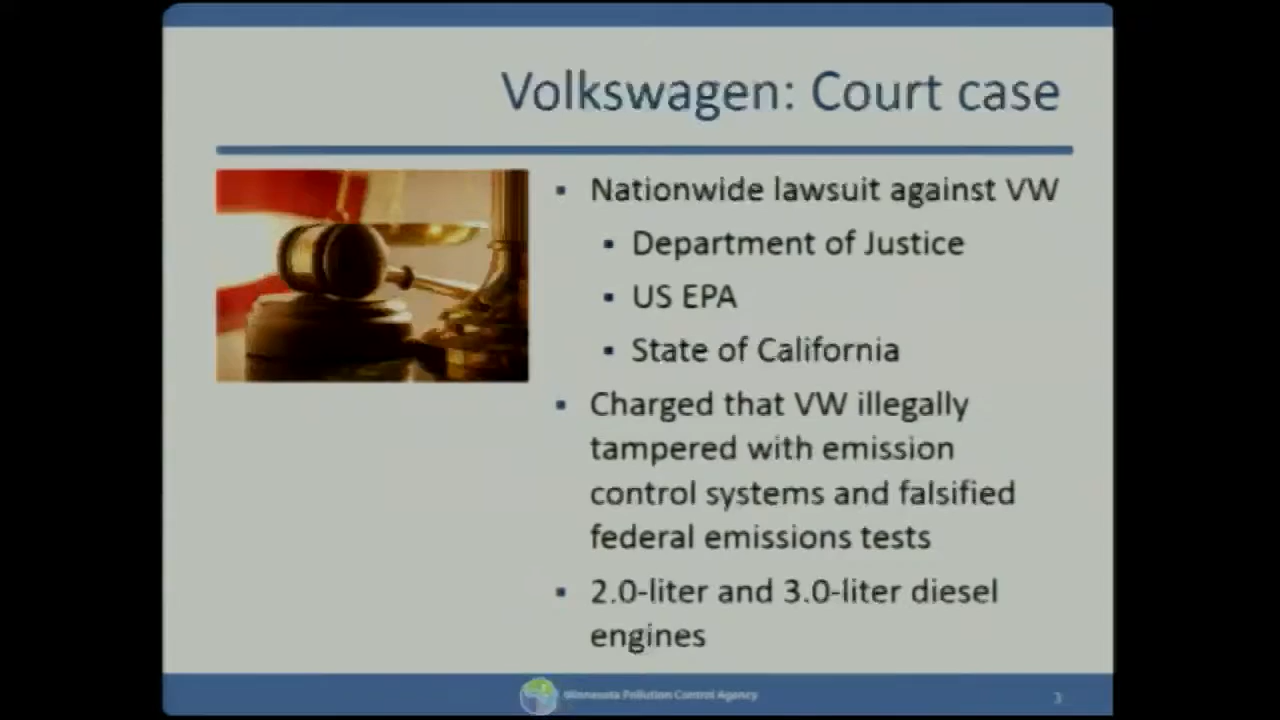 Volkswagen: Court case
▪ Nationwide lawsuit against VW
▪ Department of Justice
▪ US EPA
▪ State of California
▪ Charged that VW illegally
tampered with emission
control systems and falsified
federal emissions tests
▪ 2.0-liter and 3.0-liter diesel
engines
Minnesota Pollution Control Agency
3